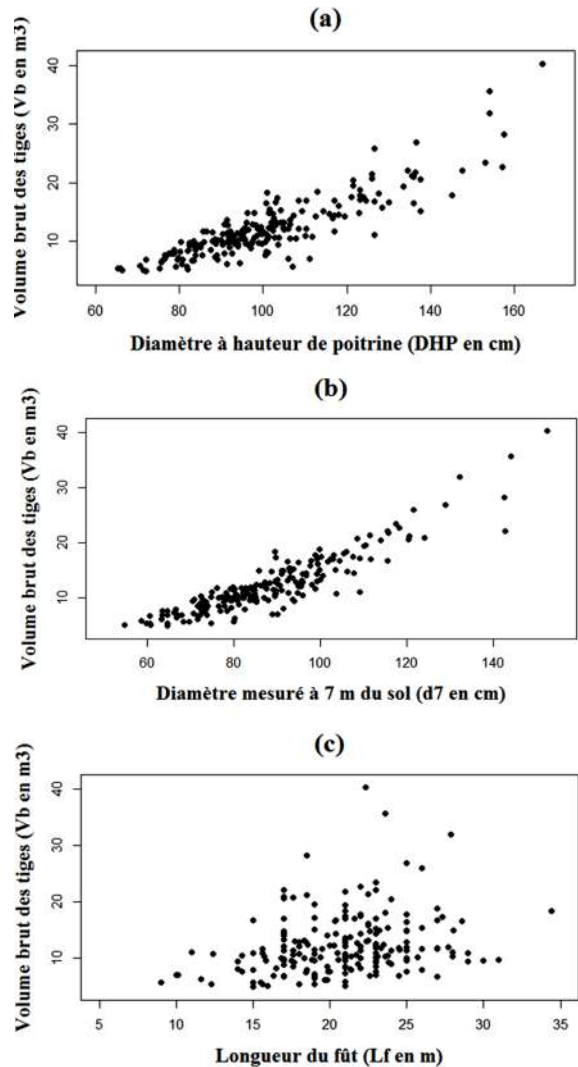 (a)
Volume brut des tiges (Vb en m3)
40
30
20
10
60 80 100 120 140 160
Diamètre à hauteur de poitrine (DHP en cm)
(b)
Volume brut des tiges (Vb en m3)
40
30
20
10
60 80 100 120 140
Diamètre mesuré à 7 m du sol (d7 en cm)
(c)
Volume brut des tiges (Vb en m3)
40
30
20
10
5 10 15 20 25 30 35
Longueur du fût (Lf en m)